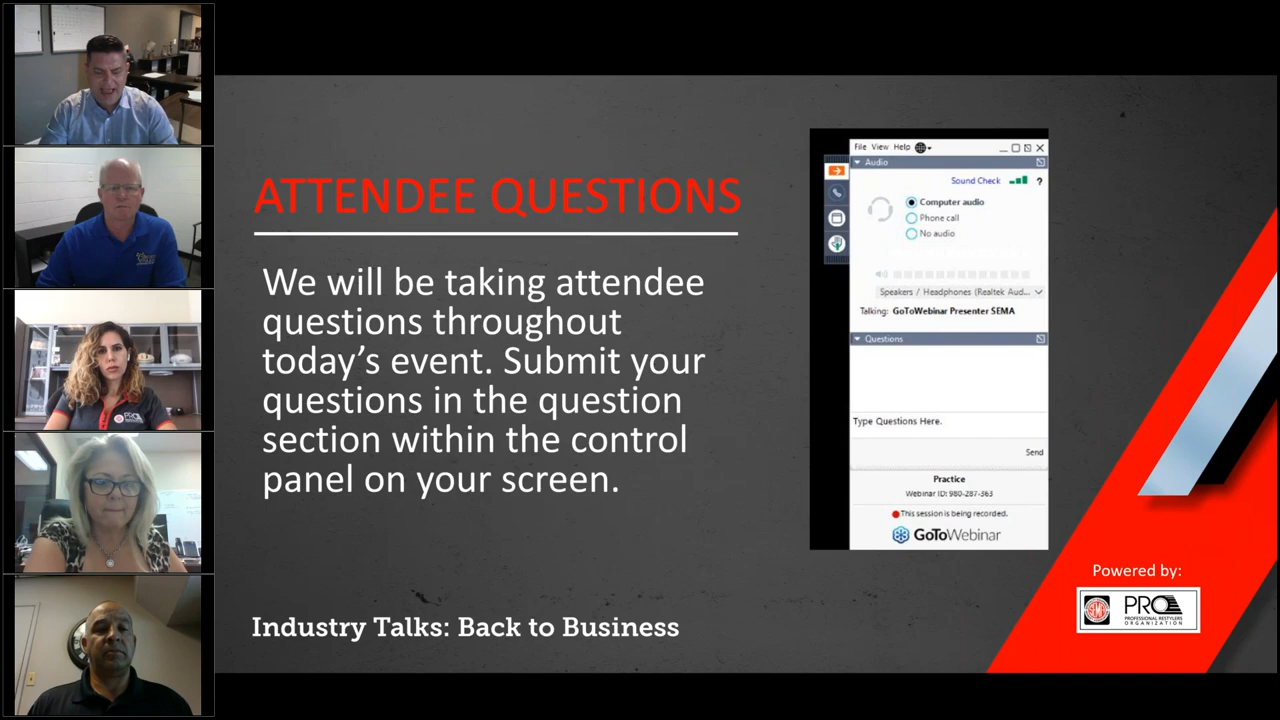 ATTENDEE QUESTIONS
We will be taking attendee
questions throughout
today's event. Submit your
questions in the question
section within the control
panel on your screen.
Industry Talks: Back to Business
File View Help
Audio
Sound Check ?
Computer audio
Phone call
No audio
Speakers / Headphones (Realtek Aud...
Talking: GoToWebinar Presenter SEMA
Questions
Type Questions Here.
Send
Practice
Webinar ID: 980-287-363
This session is being recorded.
GoToWebinar
Powered by:
SEMA
PRO
PROFESSIONAL RESTYLERS
ORGANIZATION
PRO